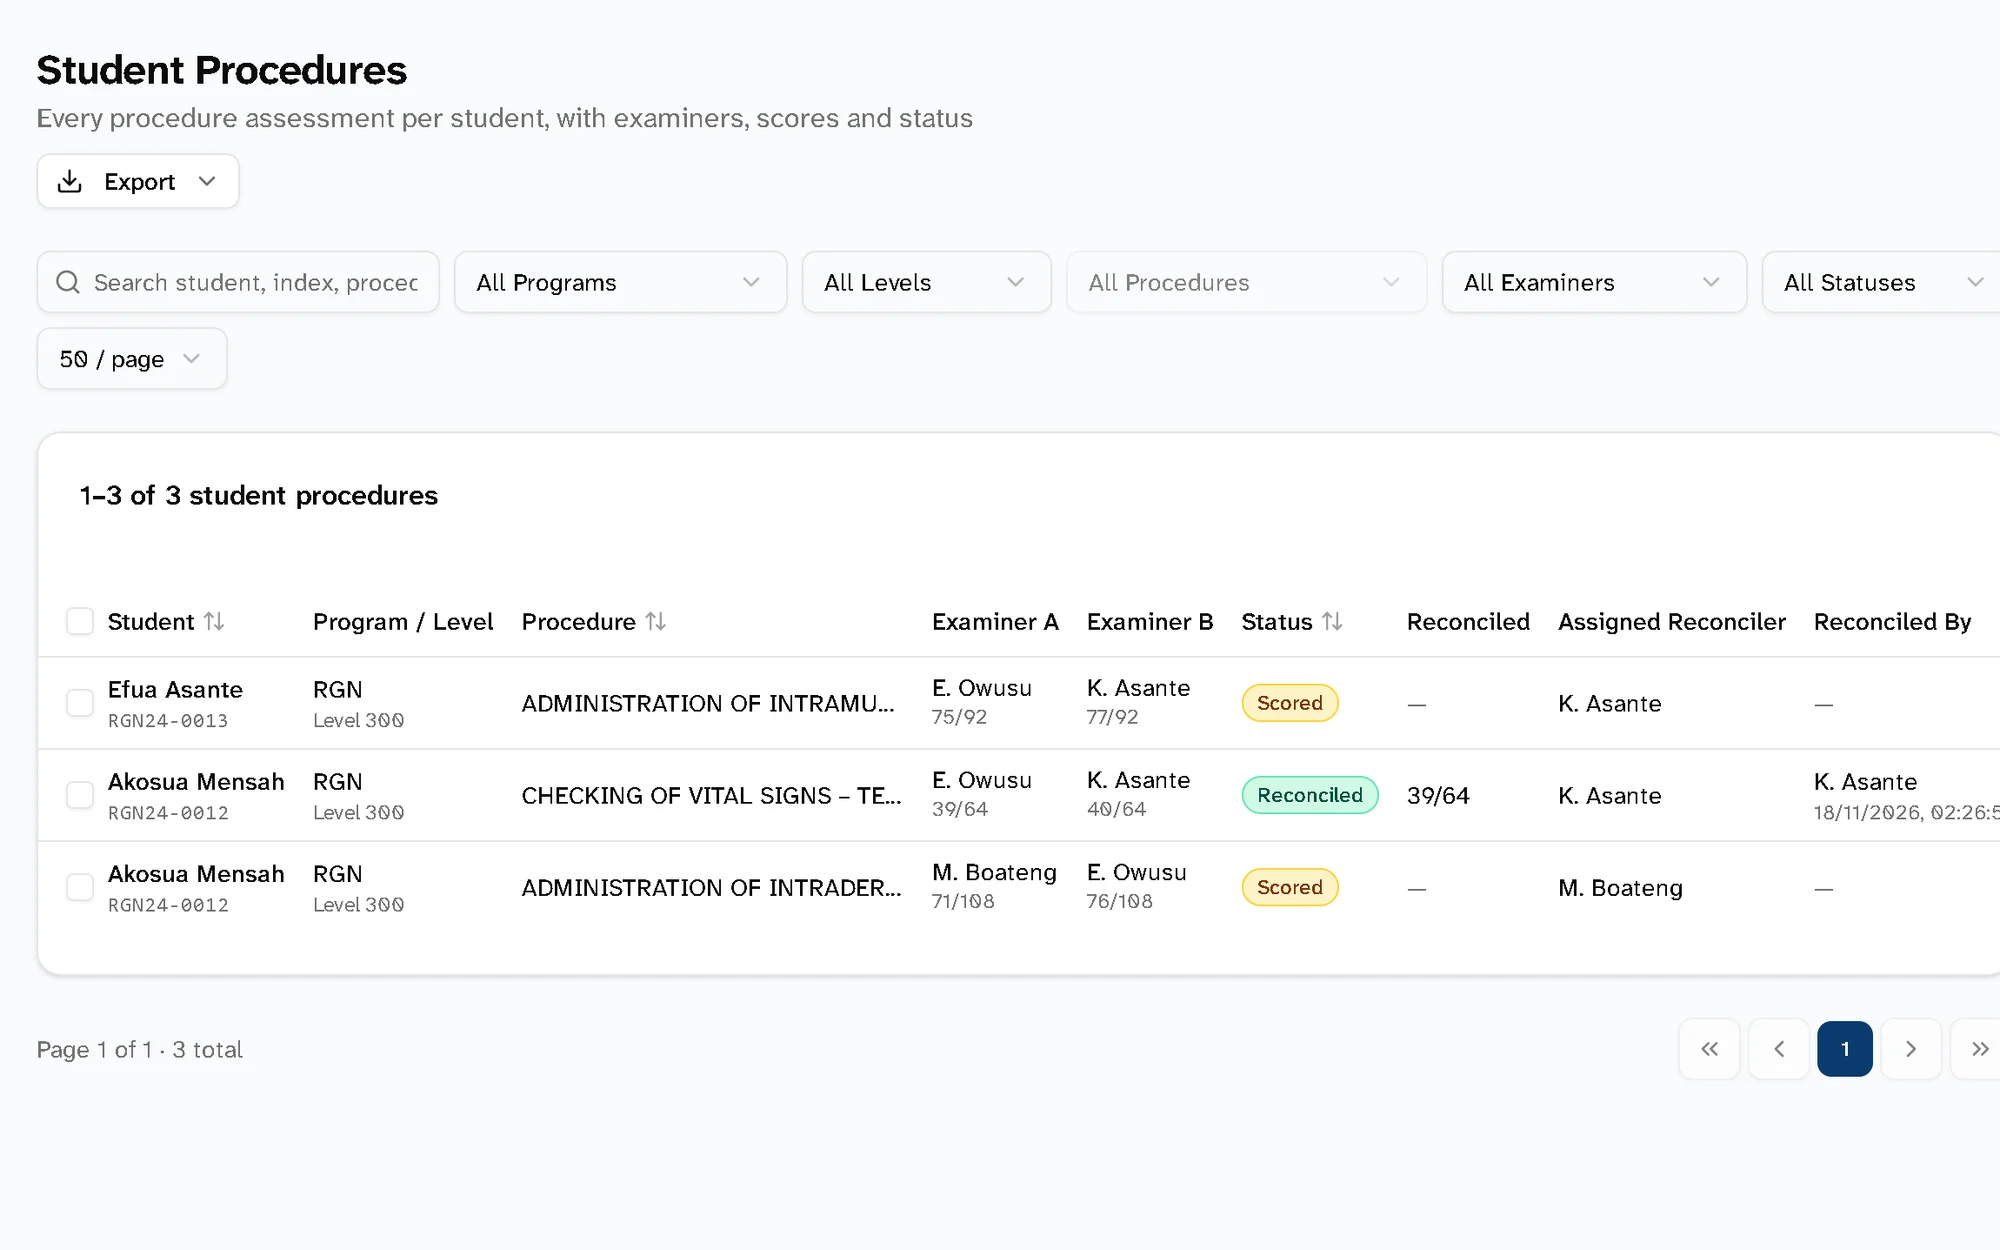 Student Procedures
Every procedure assessment per student, with examiners, scores and status
Export
Search student, index, proced
All Programs
All Levels
All Procedures
All Examiners
All Statuses
50 / page
1–3 of 3 student procedures
Student Program / Level Procedure Examiner A Examiner B Status Reconciled Assigned Reconciler Reconciled By
Efua Asante RGN ADMINISTRATION OF INTRAMU... E. Owusu K. Asante Scored — K. Asante —
RGN24-0013 Level 300 75/92 77/92
Akosua Mensah RGN CHECKING OF VITAL SIGNS – TE... E. Owusu K. Asante Reconciled 39/64 K. Asante K. Asante
RGN24-0012 Level 300 39/64 40/64 18/11/2026, 02:26:5
Akosua Mensah RGN ADMINISTRATION OF INTRADER... M. Boateng E. Owusu Scored — M. Boateng —
RGN24-0012 Level 300 71/108 76/108
Page 1 of 1 · 3 total
1